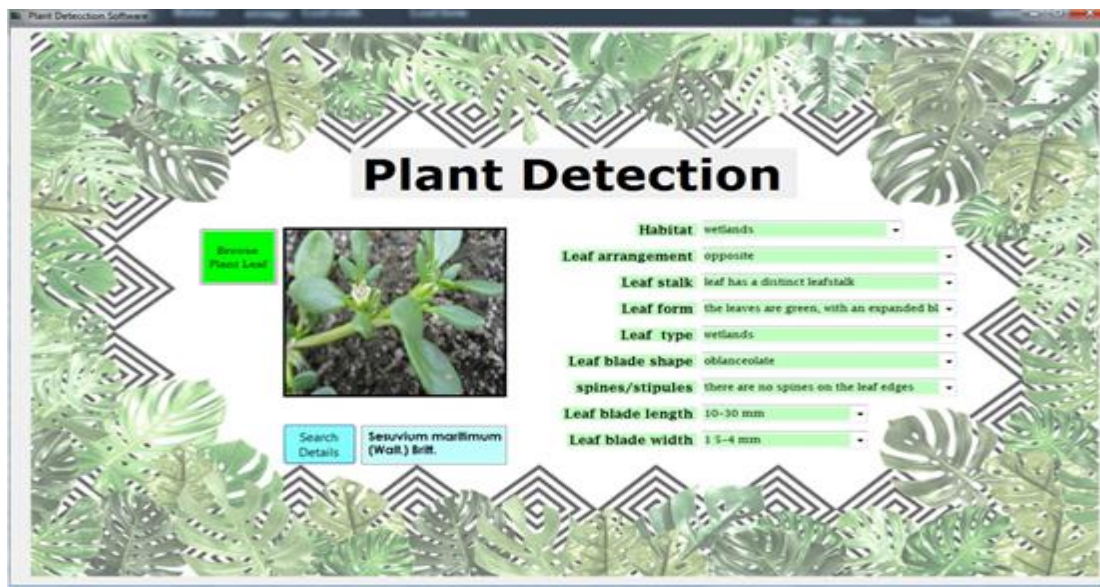 Plant Detecction Software
Plant Detection
Browse
Plant Leaf
Habitat wetlands
Leaf arrangement opposite
Leaf stalk leaf has a distinct leafstalk
Leaf form the leaves are green, with an expanded bl
Leaf type wetlands
Leaf blade shape oblanceolate
spines/stipules there are no spines on the leaf edges
Leaf blade length 10-30 mm
Leaf blade width 1 5-4 mm
Search
Details
Sesuvium maritimum
(Walt.) Britt.